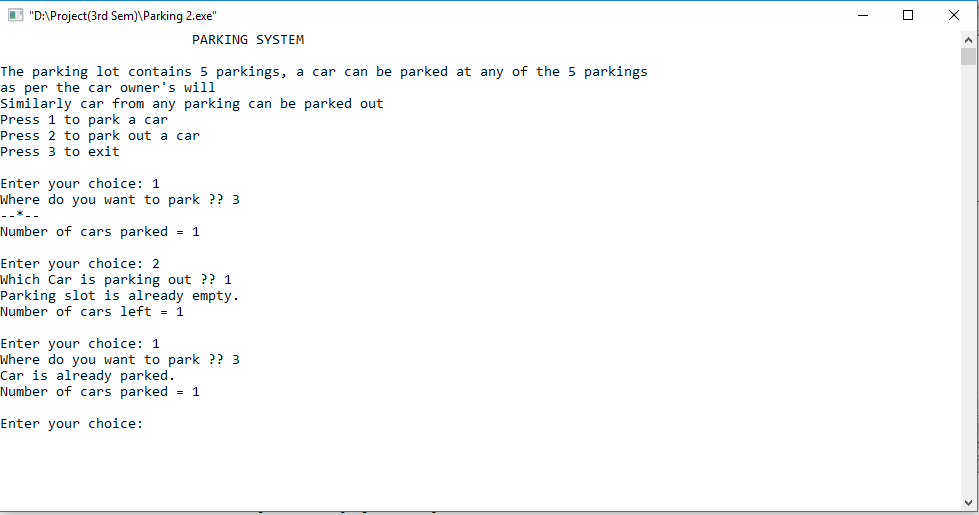 "D:\Project(3rd Sem)\Parking 2.exe"
PARKING SYSTEM
The parking lot contains 5 parkings, a car can be parked at any of the 5 parkings
as per the car owner's will
Similarly car from any parking can be parked out
Press 1 to park a car
Press 2 to park out a car
Press 3 to exit
Enter your choice: 1
Where do you want to park ?? 3
--*--
Number of cars parked = 1
Enter your choice: 2
Which Car is parking out ?? 1
Parking slot is already empty.
Number of cars left = 1
Enter your choice: 1
Where do you want to park ?? 3
Car is already parked.
Number of cars parked = 1
Enter your choice: